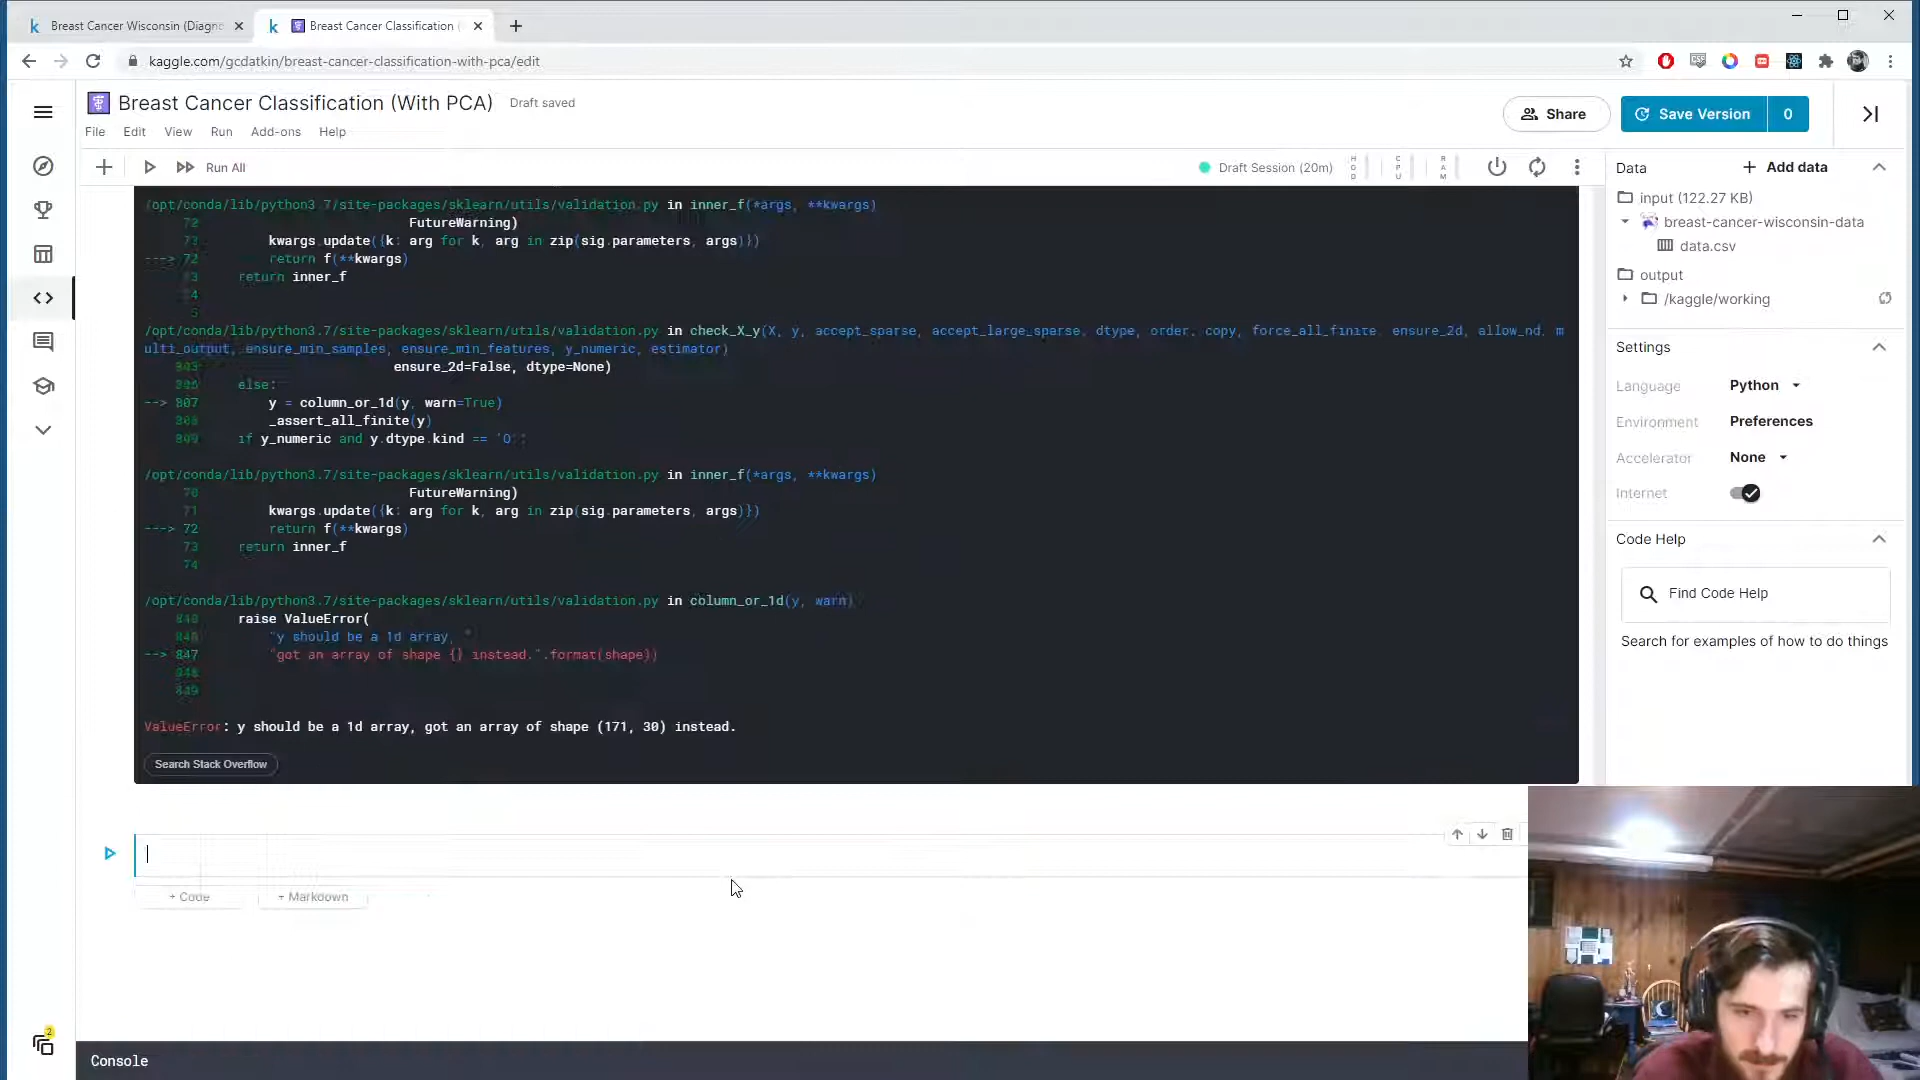 Breast Cancer Wisconsin (Diagno
Breast Cancer Classification (
kaggle.com/gcdatkin/breast-cancer-classification-with-pca/edit
Breast Cancer Classification (With PCA)
Draft saved
Share
Save Version
0
File Edit View Run Add-ons Help
Run All
Draft Session (20m)
HDD
CPU
RAM
/opt/conda/lib/python3.7/site-packages/sklearn/utils/validation.py in inner_f(*args, **kwargs)
FutureWarning)
kwargs.update({k: arg for k, arg in zip(sig.parameters, args)})
---> 72 return f(**kwargs)
return inner_f
/opt/conda/lib/python3.7/site-packages/sklearn/utils/validation.py in check_X_y(X, y, accept_sparse, accept_large_sparse, dtype, order, copy, force_all_finite, ensure_2d, allow_nd, m
ulti_output, ensure_min_samples, ensure_min_features, y_numeric, estimator)
ensure_2d=False, dtype=None)
else:
--> 807 y = column_or_1d(y, warn=True)
_assert_all_finite(y)
if y_numeric and y.dtype.kind == 'O':
/opt/conda/lib/python3.7/site-packages/sklearn/utils/validation.py in inner_f(*args, **kwargs)
70 FutureWarning)
71 kwargs.update({k: arg for k, arg in zip(sig.parameters, args)})
---> 72 return f(**kwargs)
73 return inner_f
74
/opt/conda/lib/python3.7/site-packages/sklearn/utils/validation.py in column_or_1d(y, warn)
raise ValueError(
"y should be a 1d array, "
--> 847 "got an array of shape {} instead.".format(shape))
848
849
ValueError: y should be a 1d array, got an array of shape (171, 30) instead.
Search Stack Overflow
+ Code
+ Markdown
Console
2
Data
+ Add data
input (122.27 KB)
breast-cancer-wisconsin-data
data.csv
output
/kaggle/working
Settings
Language Python
Environment Preferences
Accelerator None
Internet
Code Help
Find Code Help
Search for examples of how to do things